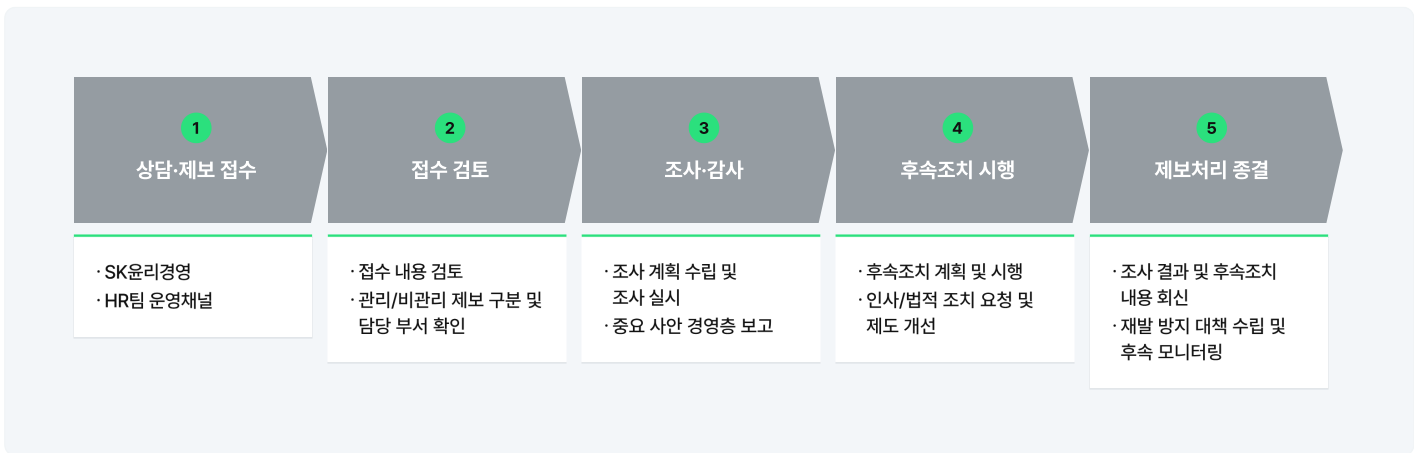 1
상담·제보 접수
· SK윤리경영
· HR팀 운영채널
2
접수 검토
· 접수 내용 검토
· 관리/비관리 제보 구분 및
담당 부서 확인
3
조사·감사
· 조사 계획 수립 및
조사 실시
· 중요 사안 경영층 보고
4
후속조치 시행
· 후속조치 계획 및 시행
· 인사/법적 조치 요청 및
제도 개선
5
제보처리 종결
· 조사 결과 및 후속조치
내용 회신
· 재발 방지 대책 수립 및
후속 모니터링